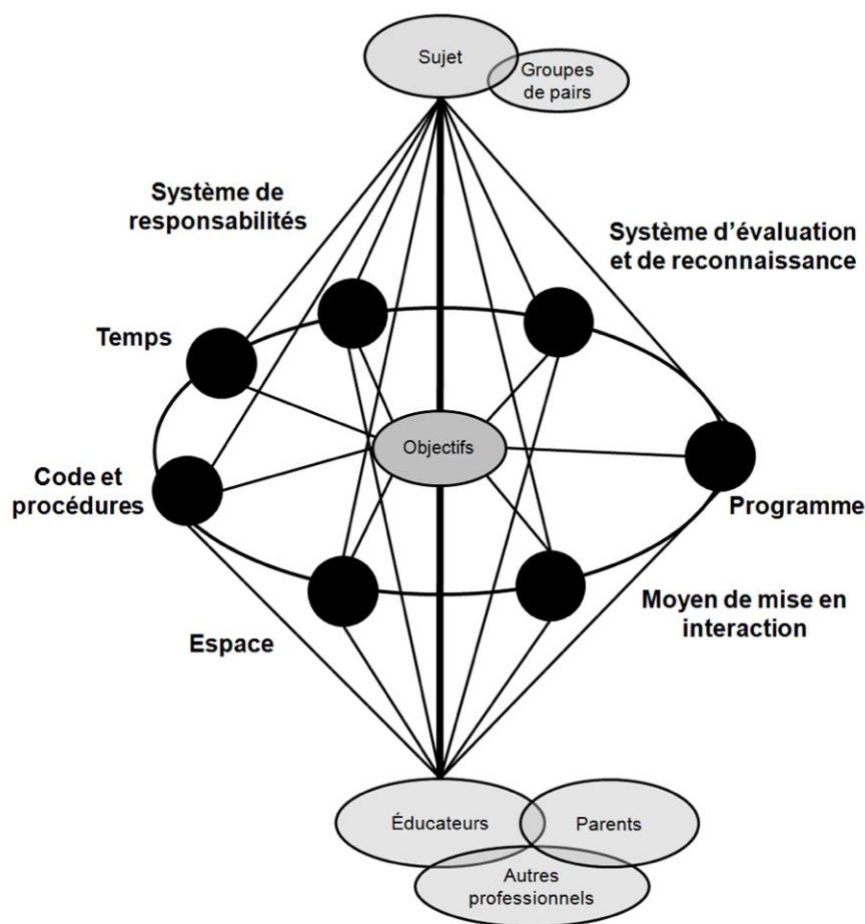 Sujet
Groupes
de pairs
Système de
responsabilités
Système d’évaluation
et de reconnaissance
Temps
Objectifs
Code et
procédures
Programme
Moyen de mise en
interaction
Espace
Éducateurs
Parents
Autres
professionnels